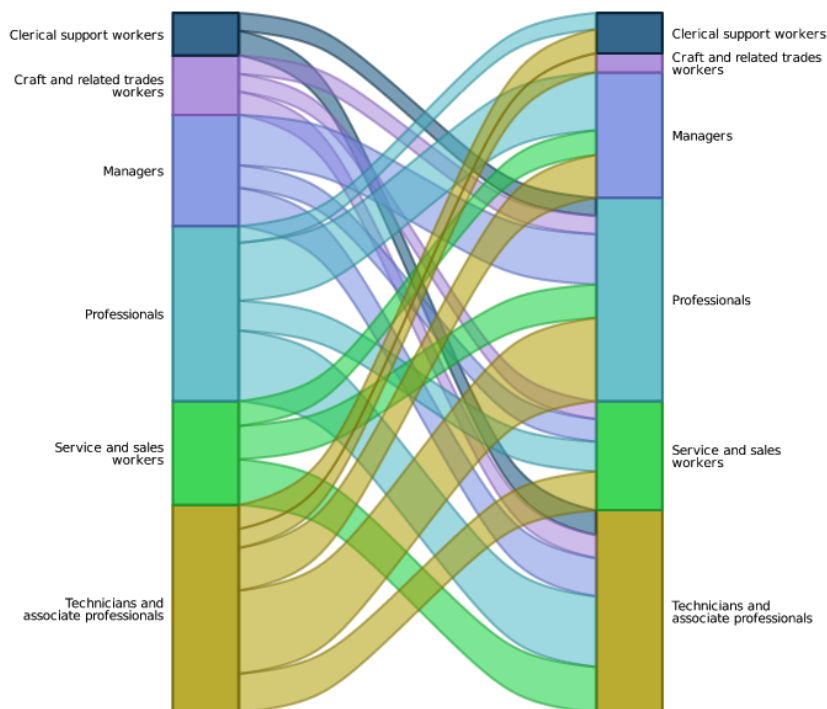 Clerical support workers
Craft and related trades
workers
Managers
Professionals
Service and sales
workers
Technicians and
associate professionals
Clerical support workers
Craft and related trades
workers
Managers
Professionals
Service and sales
workers
Technicians and
associate professionals